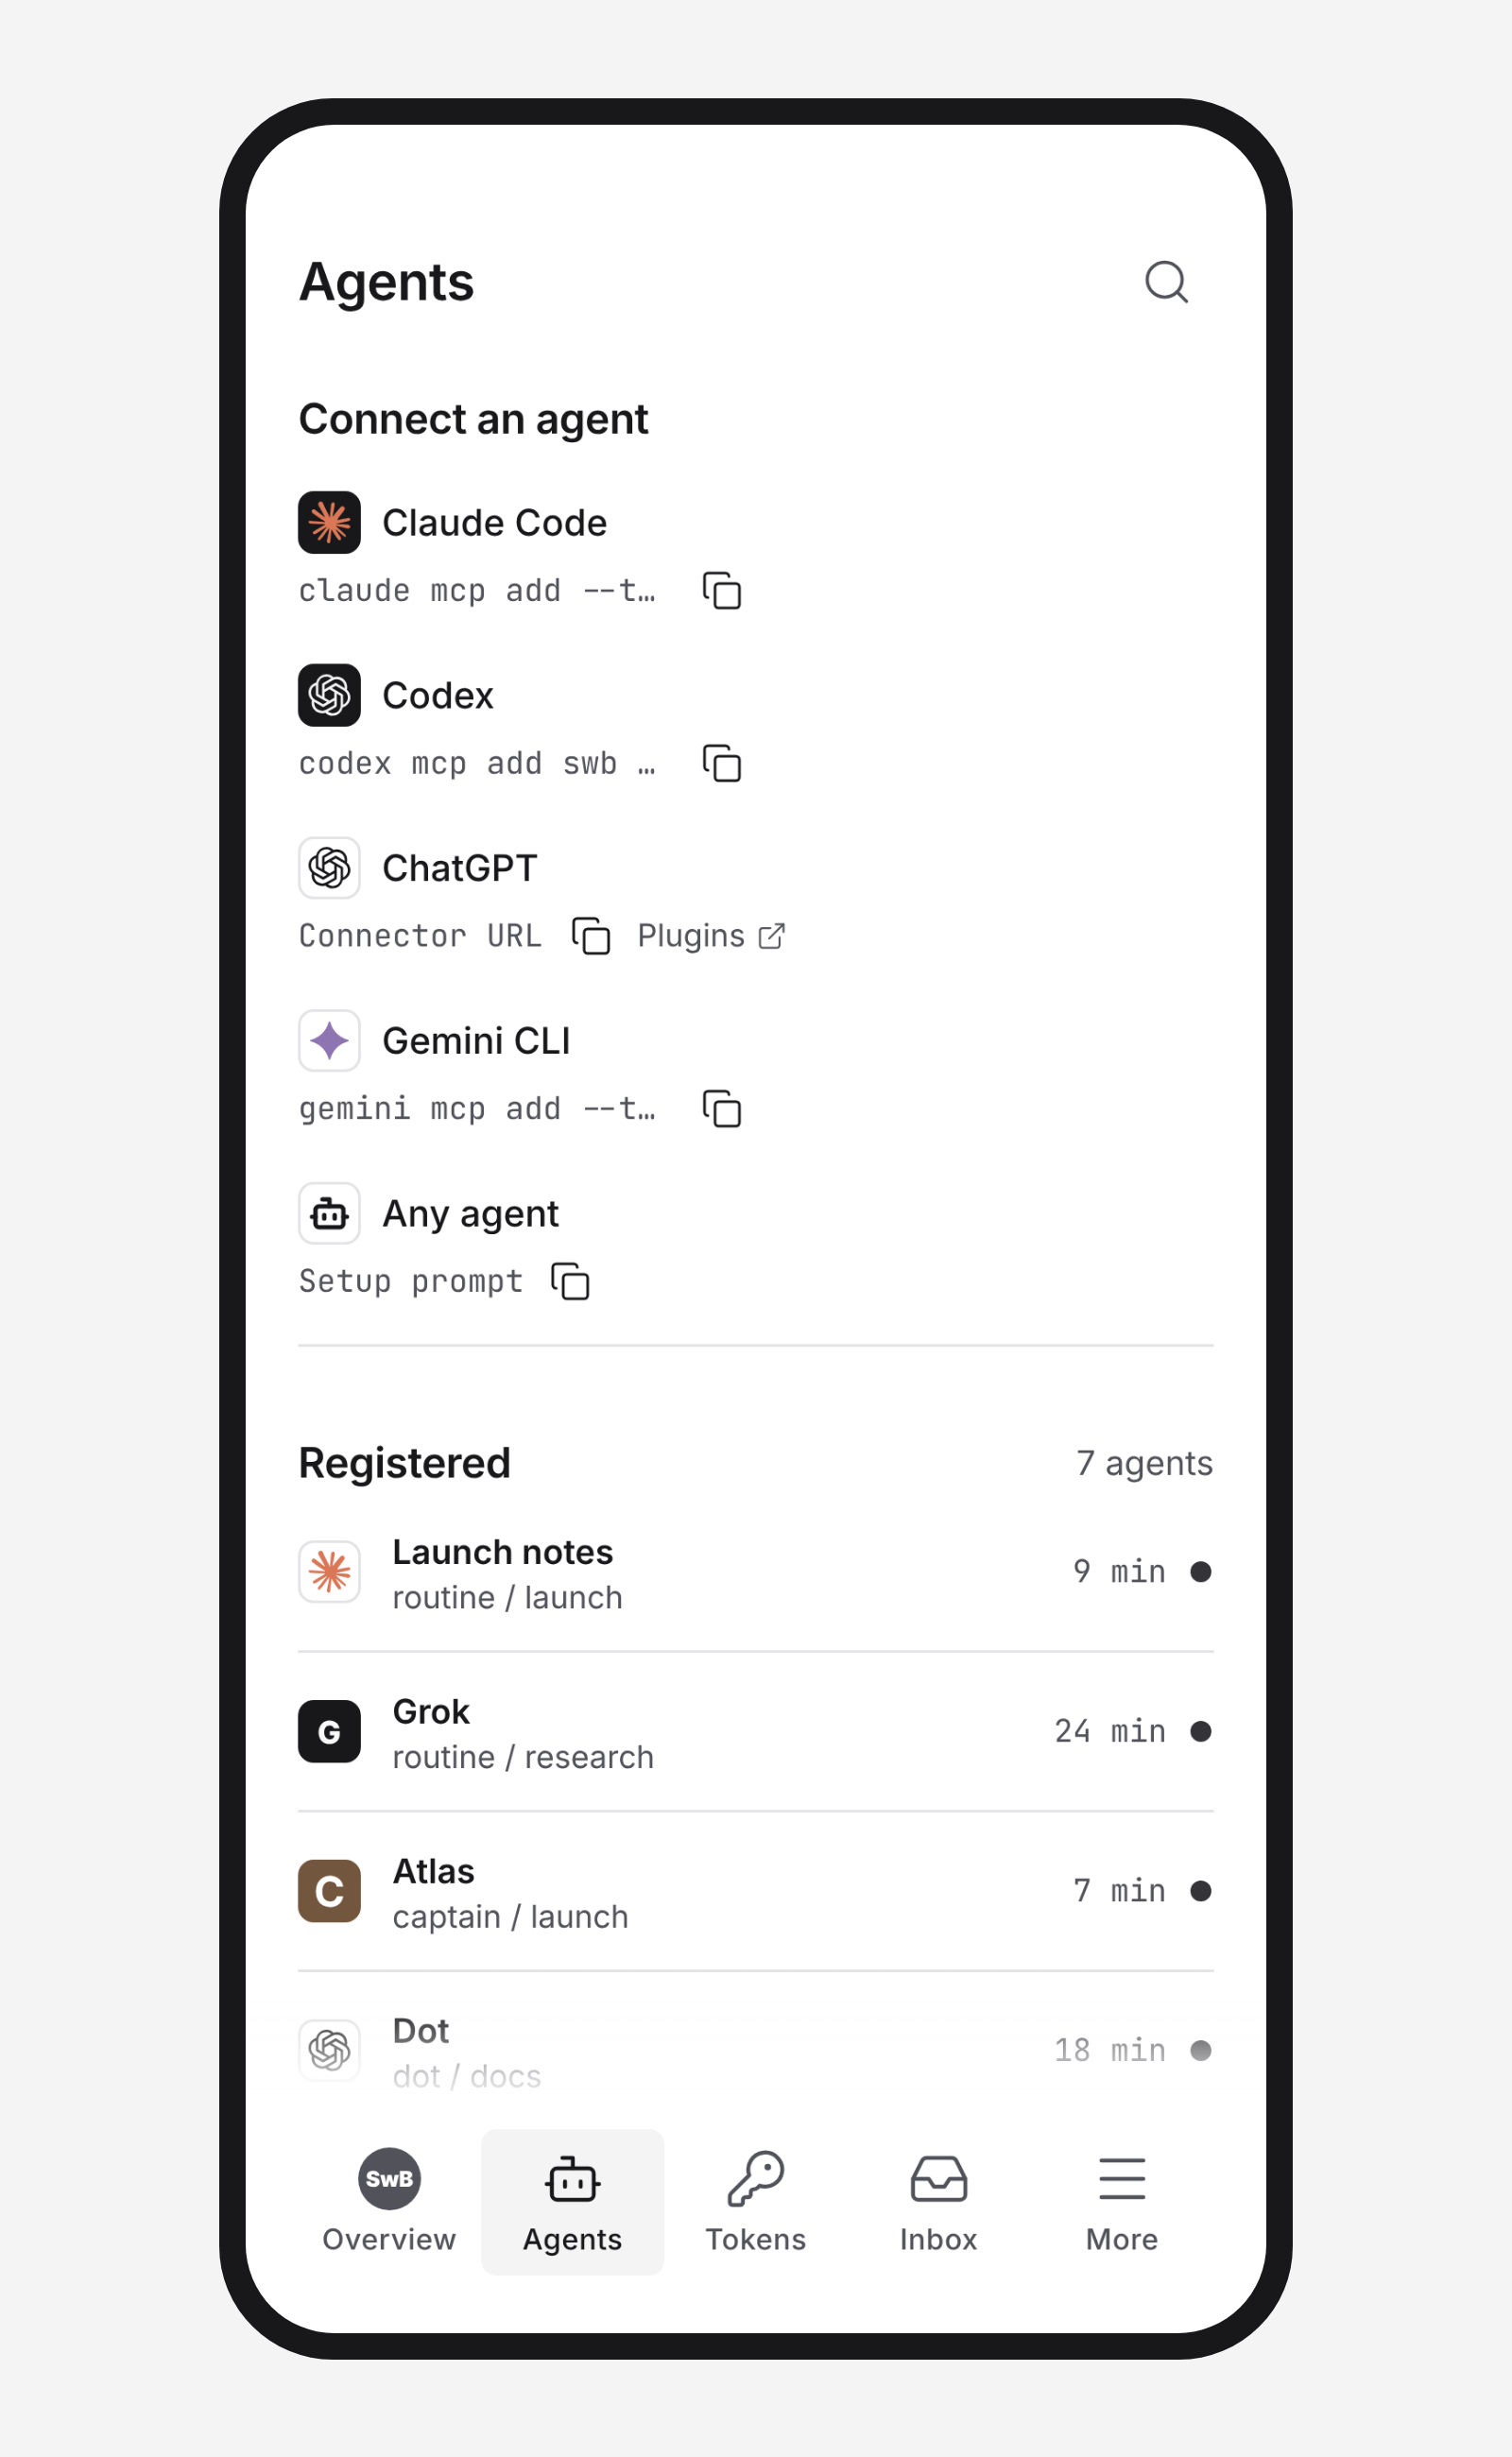 Agents
Connect an agent
Claude Code
claude mcp add --t…
Codex
codex mcp add swb …
ChatGPT
Connector URL Plugins
Gemini CLI
gemini mcp add --t…
Any agent
Setup prompt
Registered 7 agents
Launch notes
routine / launch
9 min
G
Grok
routine / research
24 min
C
Atlas
captain / launch
7 min
Dot
dot / docs
18 min
SwB
Overview Agents Tokens Inbox More